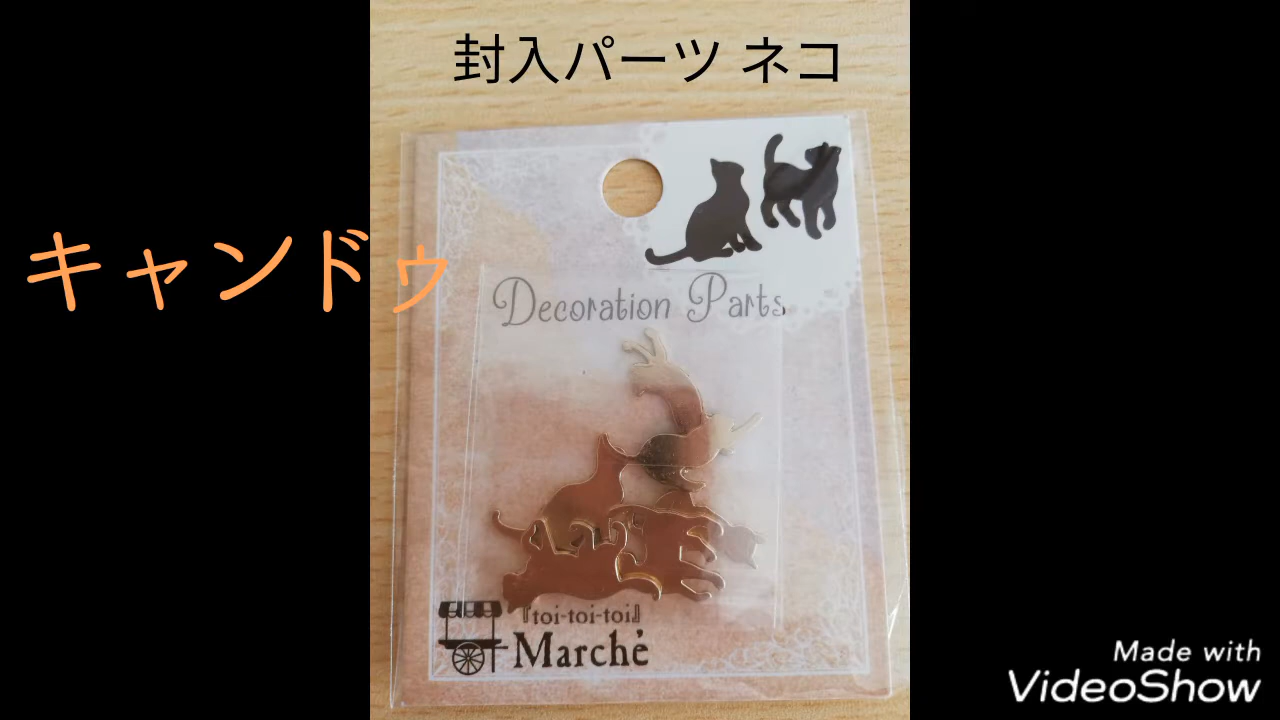 封入パーツ ネコ
キャンドゥ
Decoration Parts
『toi-toi-toi』
Marché
Made with
VideoShow